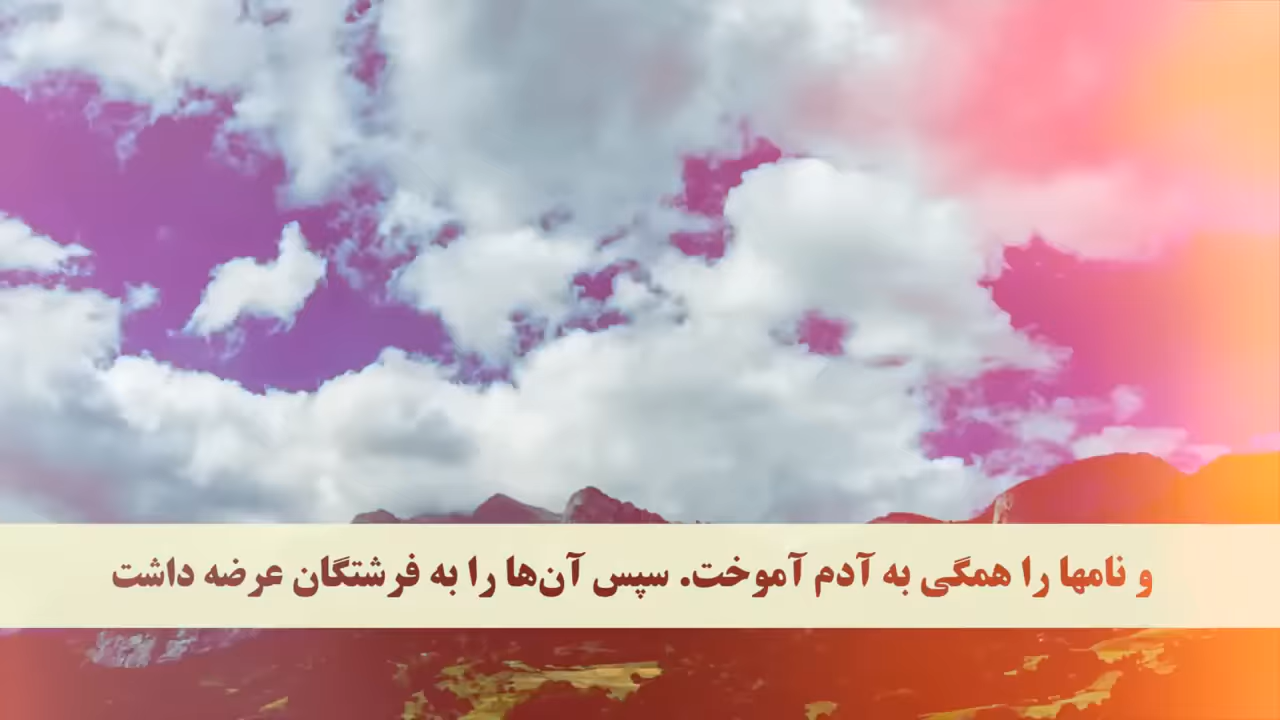 و نامها را همگی به آدم آموخت. سپس آن‌ها را به فرشتگان عرضه داشت